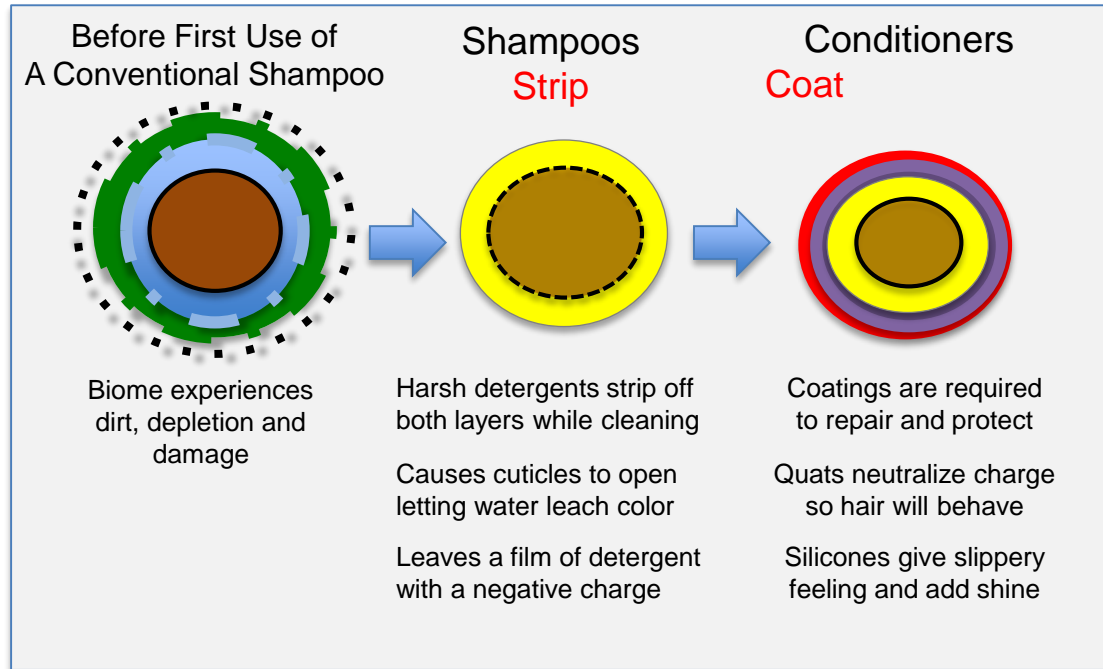 Before First Use of
A Conventional Shampoo
Shampoos
Strip
Conditioners
Coat
Biome experiences
dirt, depletion and
damage
Harsh detergents strip off
both layers while cleaning
Causes cuticles to open
letting water leach color
Leaves a film of detergent
with a negative charge
Coatings are required
to repair and protect
Quats neutralize charge
so hair will behave
Silicones give slippery
feeling and add shine